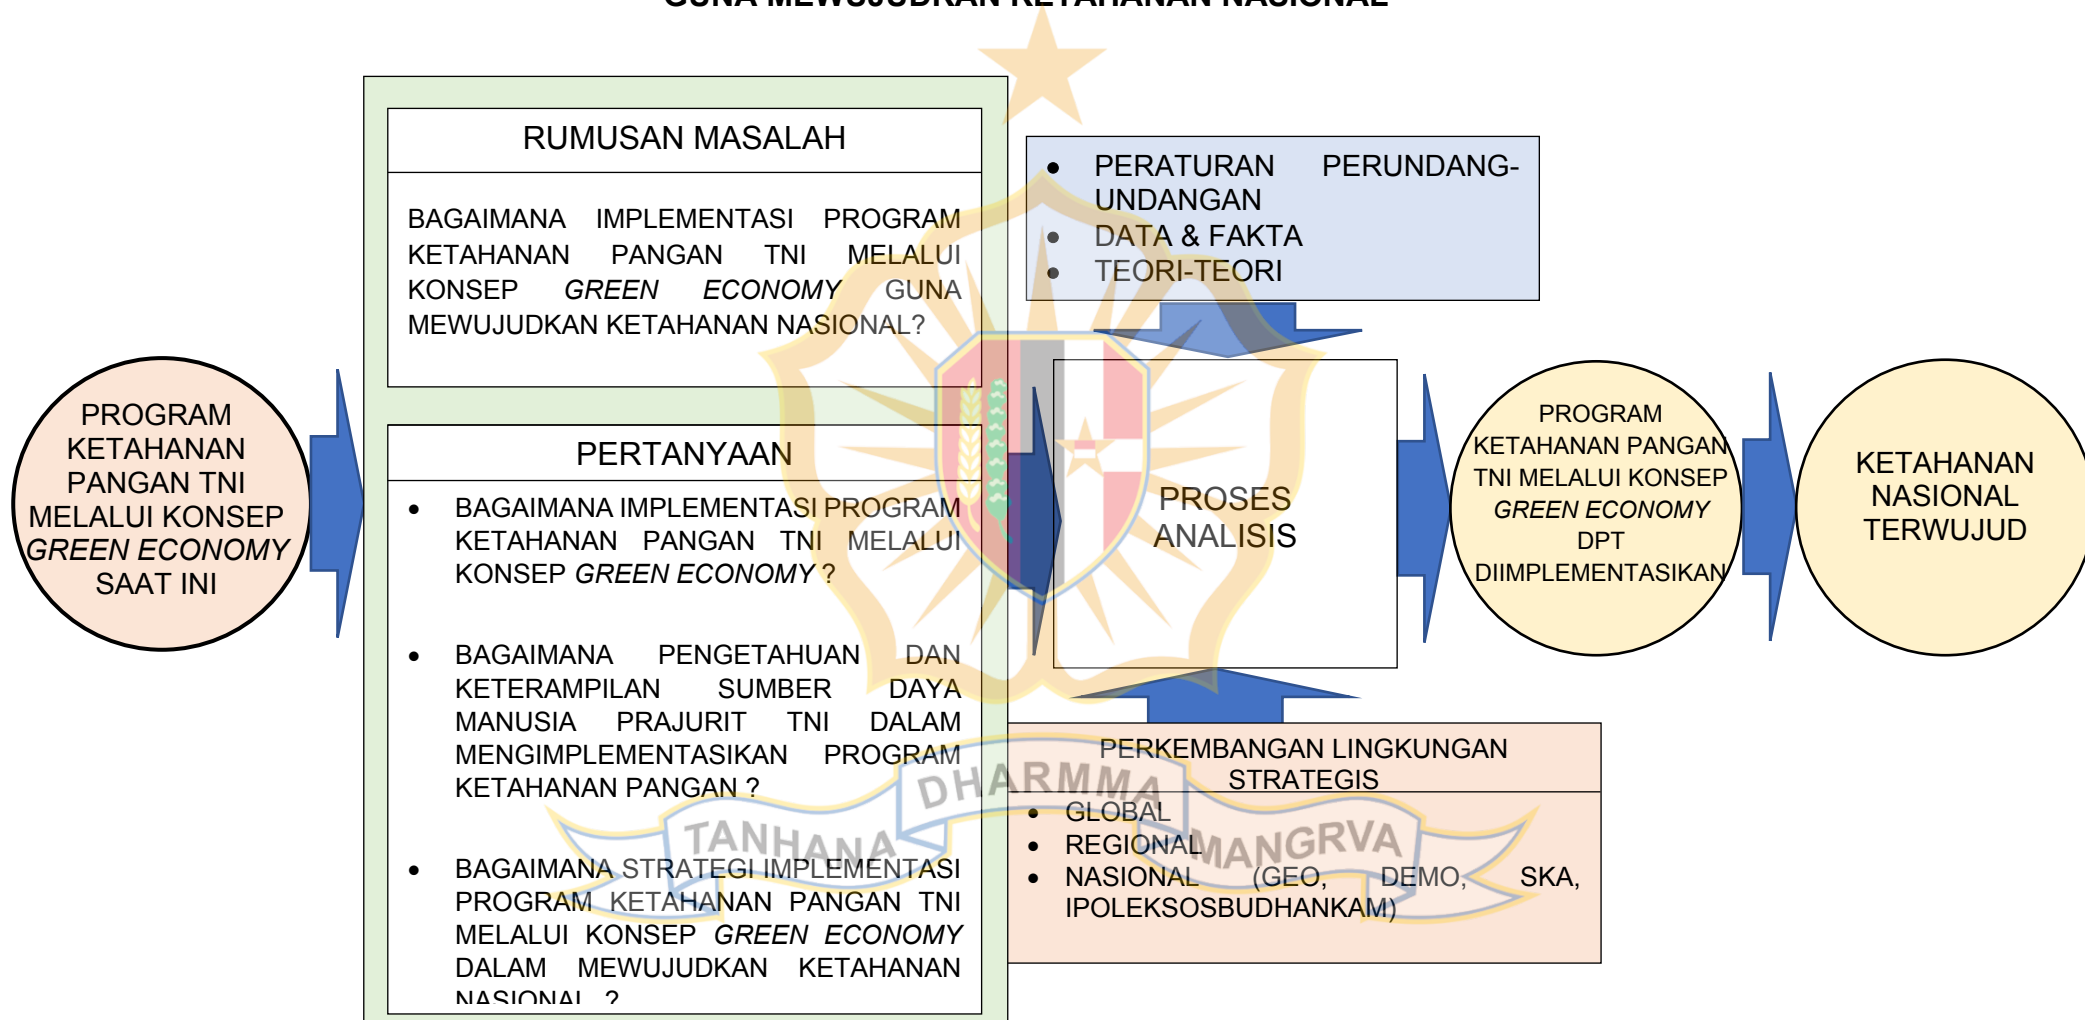 GUNA MEWUJUDKAN KETAHANAN NASIONAL
PROGRAM
KETAHANAN
PANGAN TNI
MELALUI KONSEP
GREEN ECONOMY
SAAT INI
RUMUSAN MASALAH
BAGAIMANA IMPLEMENTASI PROGRAM
KETAHANAN PANGAN TNI MELALUI
KONSEP GREEN ECONOMY GUNA
MEWUJUDKAN KETAHANAN NASIONAL?
PERTANYAAN
• BAGAIMANA IMPLEMENTASI PROGRAM
KETAHANAN PANGAN TNI MELALUI
KONSEP GREEN ECONOMY ?
• BAGAIMANA PENGETAHUAN DAN
KETERAMPILAN SUMBER DAYA
MANUSIA PRAJURIT TNI DALAM
MENGIMPLEMENTASIKAN PROGRAM
KETAHANAN PANGAN ?
• BAGAIMANA STRATEGI IMPLEMENTASI
PROGRAM KETAHANAN PANGAN TNI
MELALUI KONSEP GREEN ECONOMY
DALAM MEWUJUDKAN KETAHANAN
NASIONAL ?
• PERATURAN PERUNDANG-
UNDANGAN
• DATA & FAKTA
• TEORI-TEORI
PROSES
ANALISIS
PERKEMBANGAN LINGKUNGAN
STRATEGIS
• GLOBAL
• REGIONAL
• NASIONAL (GEO, DEMO, SKA,
IPOLEKSOSBUDHANKAM)
PROGRAM
KETAHANAN PANGAN
TNI MELALUI KONSEP
GREEN ECONOMY
DPT
DIIMPLEMENTASIKAN
KETAHANAN
NASIONAL
TERWUJUD
TANHANA DHARMMA MANGRVA